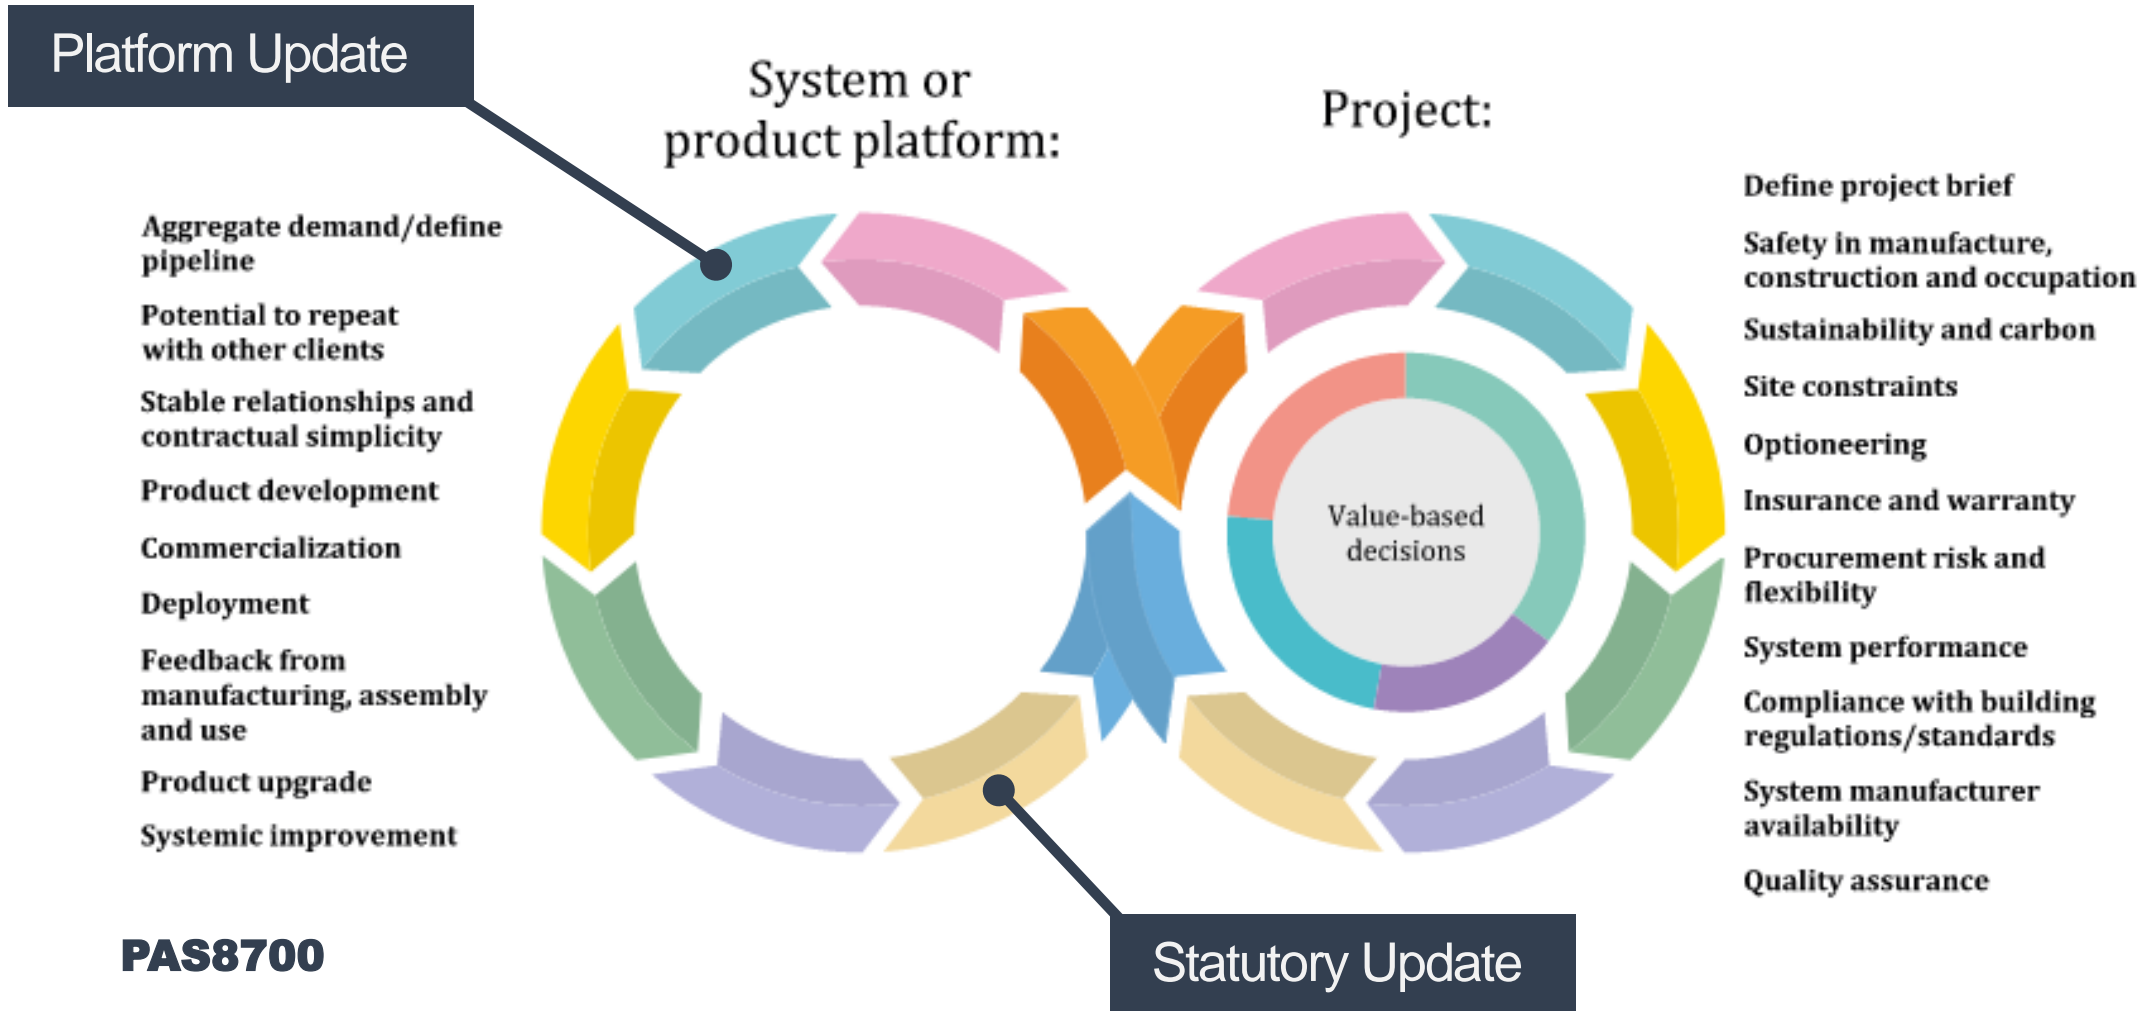 Platform Update
System or
product platform:
Project:
Aggregate demand/define
pipeline
Potential to repeat
with other clients
Stable relationships and
contractual simplicity
Product development
Commercialization
Deployment
Feedback from
manufacturing, assembly
and use
Product upgrade
Systemic improvement
Value-based
decisions
Define project brief
Safety in manufacture,
construction and occupation
Sustainability and carbon
Site constraints
Optioneering
Insurance and warranty
Procurement risk and
flexibility
System performance
Compliance with building
regulations/standards
System manufacturer
availability
Quality assurance
PAS8700
Statutory Update